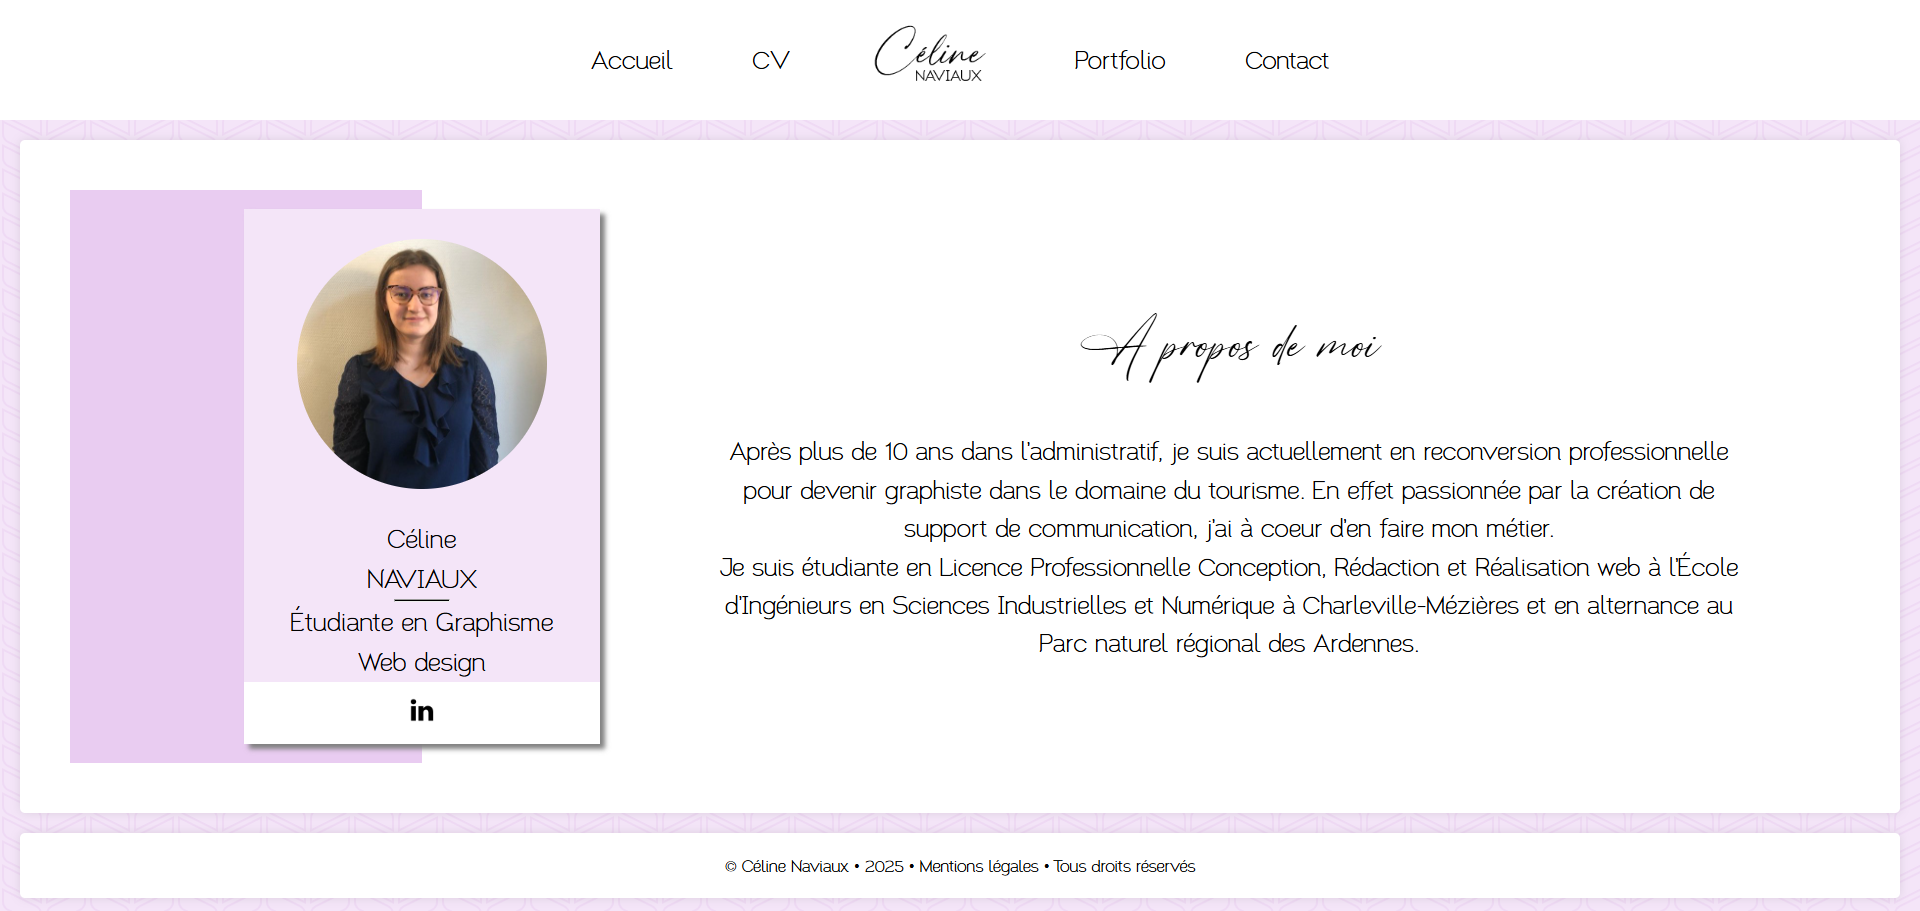 Accueil
CV
Céline
NAVIAUX
Portfolio
Contact
Céline
NAVIAUX
Étudiante en Graphisme
Web design
in
A propos de moi
Après plus de 10 ans dans l'administratif, je suis actuellement en reconversion professionnelle
pour devenir graphiste dans le domaine du tourisme. En effet passionnée par la création de
support de communication, j'ai à coeur d'en faire mon métier.
Je suis étudiante en Licence Professionnelle Conception, Rédaction et Réalisation web à l'École
d'Ingénieurs en Sciences Industrielles et Numérique à Charleville-Mézières et en alternance au
Parc naturel régional des Ardennes.
© Céline Naviaux • 2025 • Mentions légales • Tous droits réservés